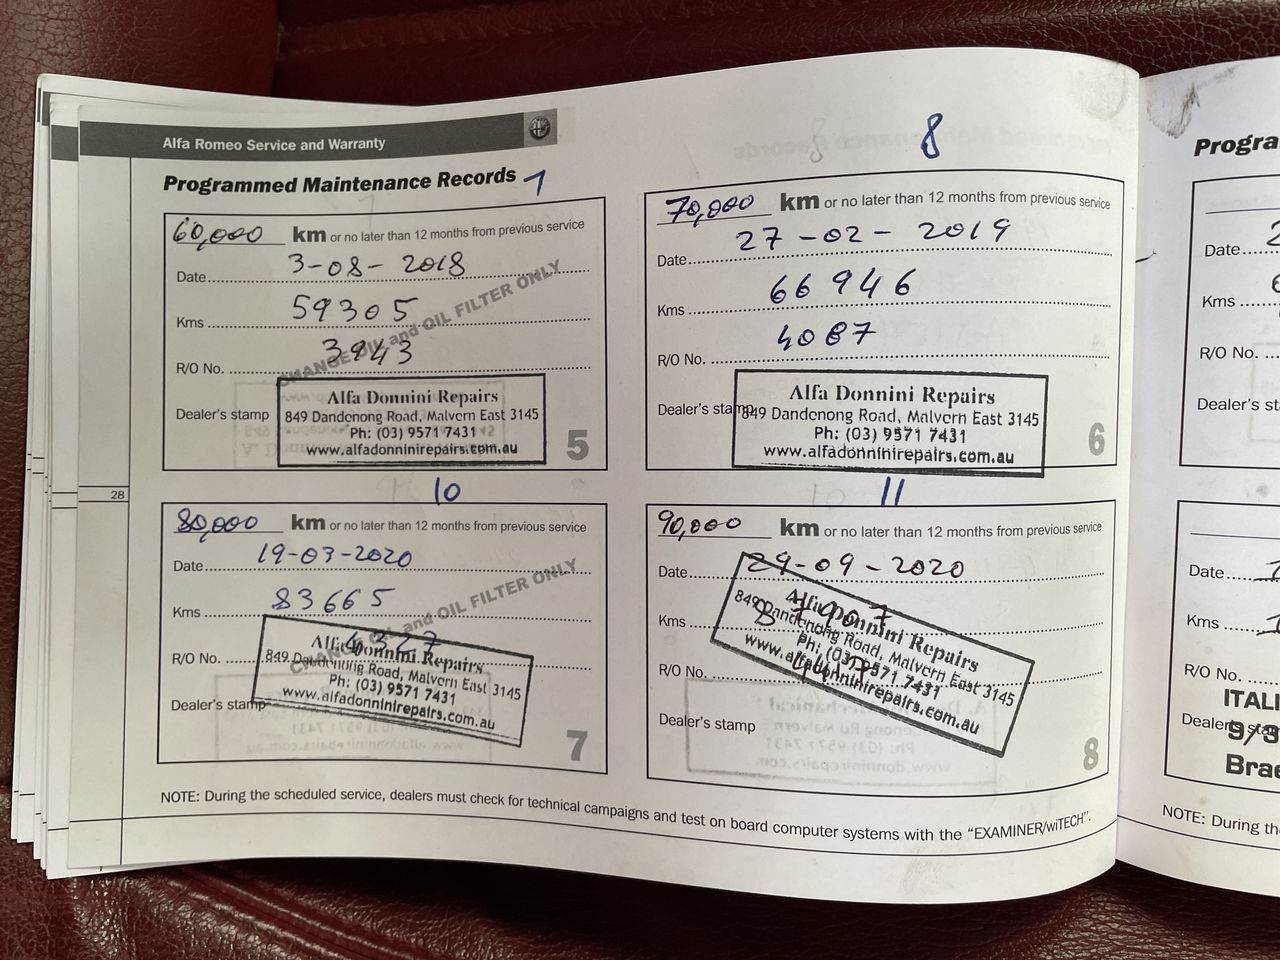 Alfa Romeo Service and Warranty
Programmed Maintenance Records 7
60,000 km or no later than 12 months from previous service
Date 3-08-2018
Kms 59305
R/O No. 3843
CHANGE OIL and OIL FILTER ONLY
Dealer's stamp
Alfa Donnini Repairs
849 Dandenong Road, Malvern East 3145
Ph: (03) 9571 7431
www.alfadonninirepairs.com.au
5
8
70,000 km or no later than 12 months from previous service
Date 27-02-2019
Kms 66946
R/O No. 4087
Dealer's stamp
Alfa Donnini Repairs
849 Dandenong Road, Malvern East 3145
Ph: (03) 9571 7431
www.alfadonninirepairs.com.au
6
28
10
80,000 km or no later than 12 months from previous service
Date 19-03-2020
Kms 83665
R/O No. 4327
CHANGE OIL and OIL FILTER ONLY
Dealer's stamp
Alfa Donnini Repairs
849 Dandenong Road, Malvern East 3145
Ph: (03) 9571 7431
www.alfadonninirepairs.com.au
7
11
90,000 km or no later than 12 months from previous service
Date 29-09-2020
Kms
R/O No.
Dealer's stamp
Alfa Donnini Repairs
849 Dandenong Road, Malvern East 3145
Ph: (03) 9571 7431
www.alfadonninirepairs.com.au
8
NOTE: During the scheduled service, dealers must check for technical campaigns and test on board computer systems with the "EXAMINER/wiTECH".
Progra
Date
Kms
R/O No.
Dealer's st
Date
Kms
R/O No.
ITALI
Dealer's sta
9/3
Brae
NOTE: During th